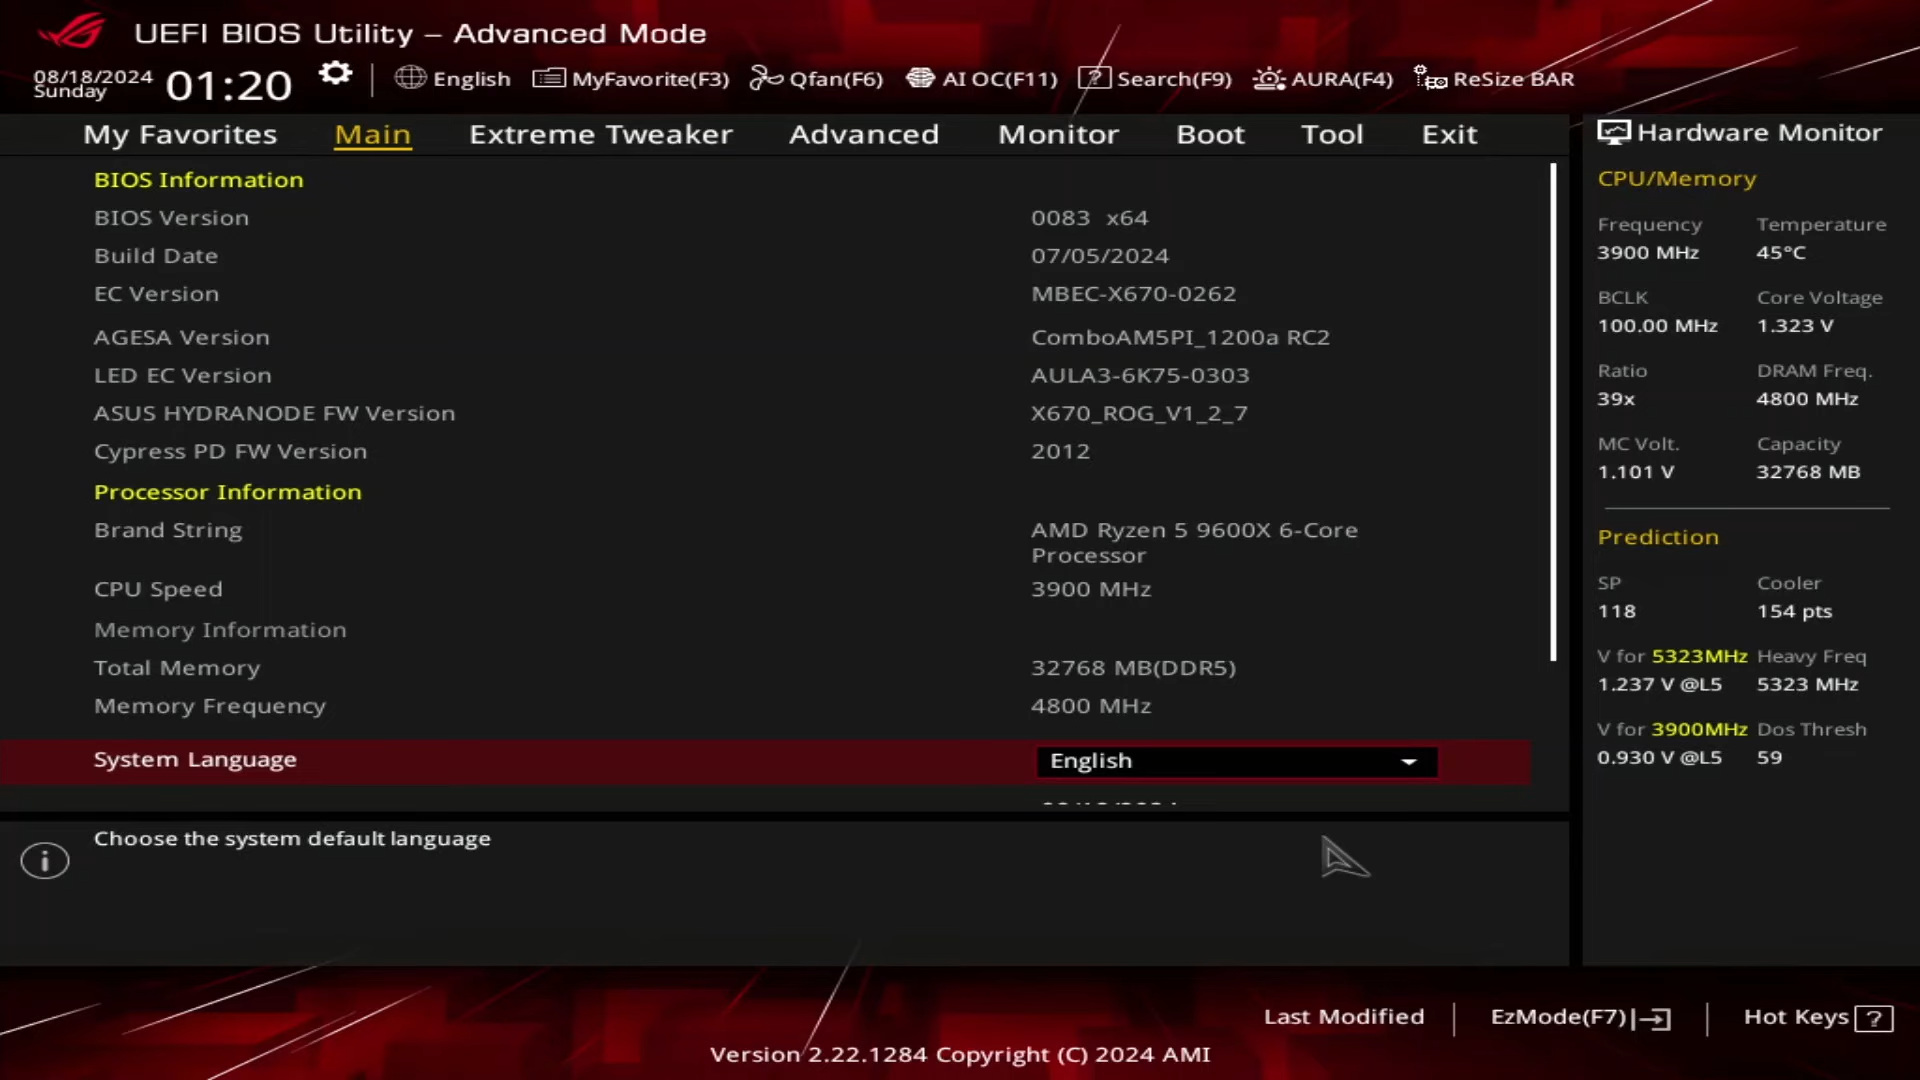 UEFI BIOS Utility – Advanced Mode
08/18/2024
Sunday
01:20
English
MyFavorite(F3)
Qfan(F6)
AI OC(F11)
? Search(F9)
AURA(F4)
ReSize BAR
My Favorites Main Extreme Tweaker Advanced Monitor Boot Tool Exit
BIOS Information
BIOS Version 0083 x64
Build Date 07/05/2024
EC Version MBEC-X670-0262
AGESA Version ComboAM5PI_1200a RC2
LED EC Version AULA3-6K75-0303
ASUS HYDRANODE FW Version X670_ROG_V1_2_7
Cypress PD FW Version 2012
Processor Information
Brand String AMD Ryzen 5 9600X 6-Core
Processor
CPU Speed 3900 MHz
Memory Information
Total Memory 32768 MB(DDR5)
Memory Frequency 4800 MHz
System Language English
Choose the system default language
Hardware Monitor
CPU/Memory
Frequency Temperature
3900 MHz 45°C
BCLK Core Voltage
100.00 MHz 1.323 V
Ratio DRAM Freq.
39x 4800 MHz
MC Volt. Capacity
1.101 V 32768 MB
Prediction
SP Cooler
118 154 pts
V for 5323MHz Heavy Freq
1.237 V @L5 5323 MHz
V for 3900MHz Dos Thresh
0.930 V @L5 59
Last Modified EzMode(F7) Hot Keys ?
Version 2.22.1284 Copyright (C) 2024 AMI